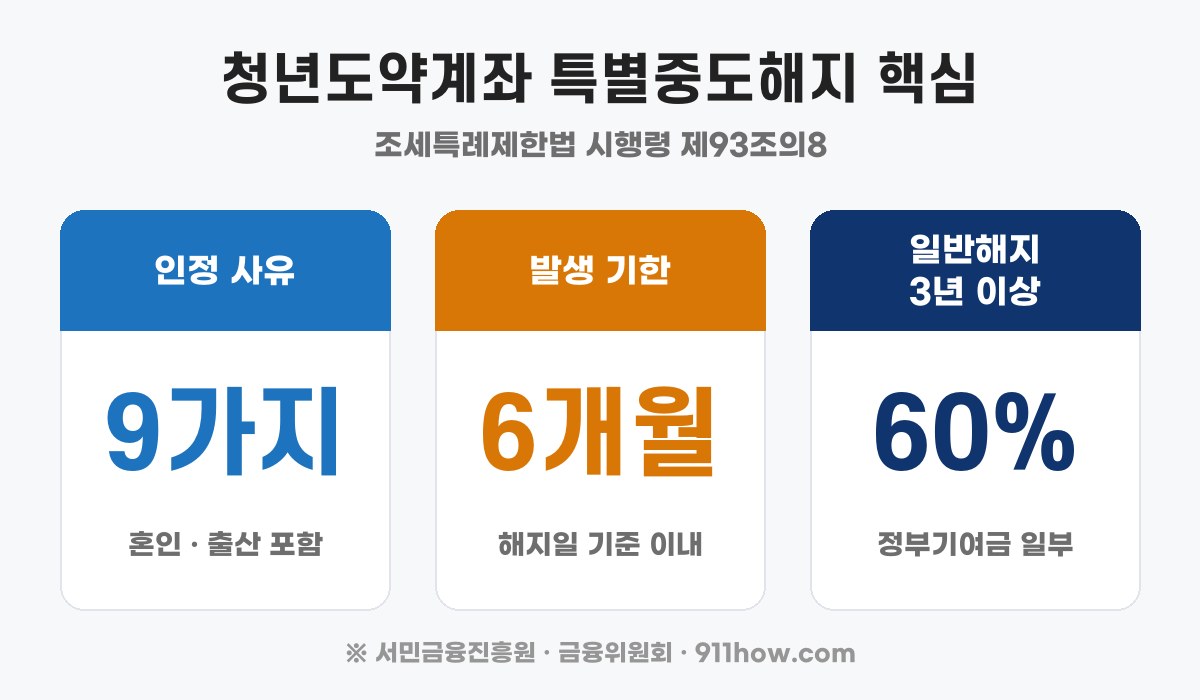 청년도약계좌 특별중도해지 핵심
조세특례제한법 시행령 제93조의8
인정 사유
9가지
혼인 · 출산 포함
발생 기한
6개월
해지일 기준 이내
일반해지
3년 이상
60%
정부기여금 일부
※ 서민금융진흥원 · 금융위원회 · 911how.com